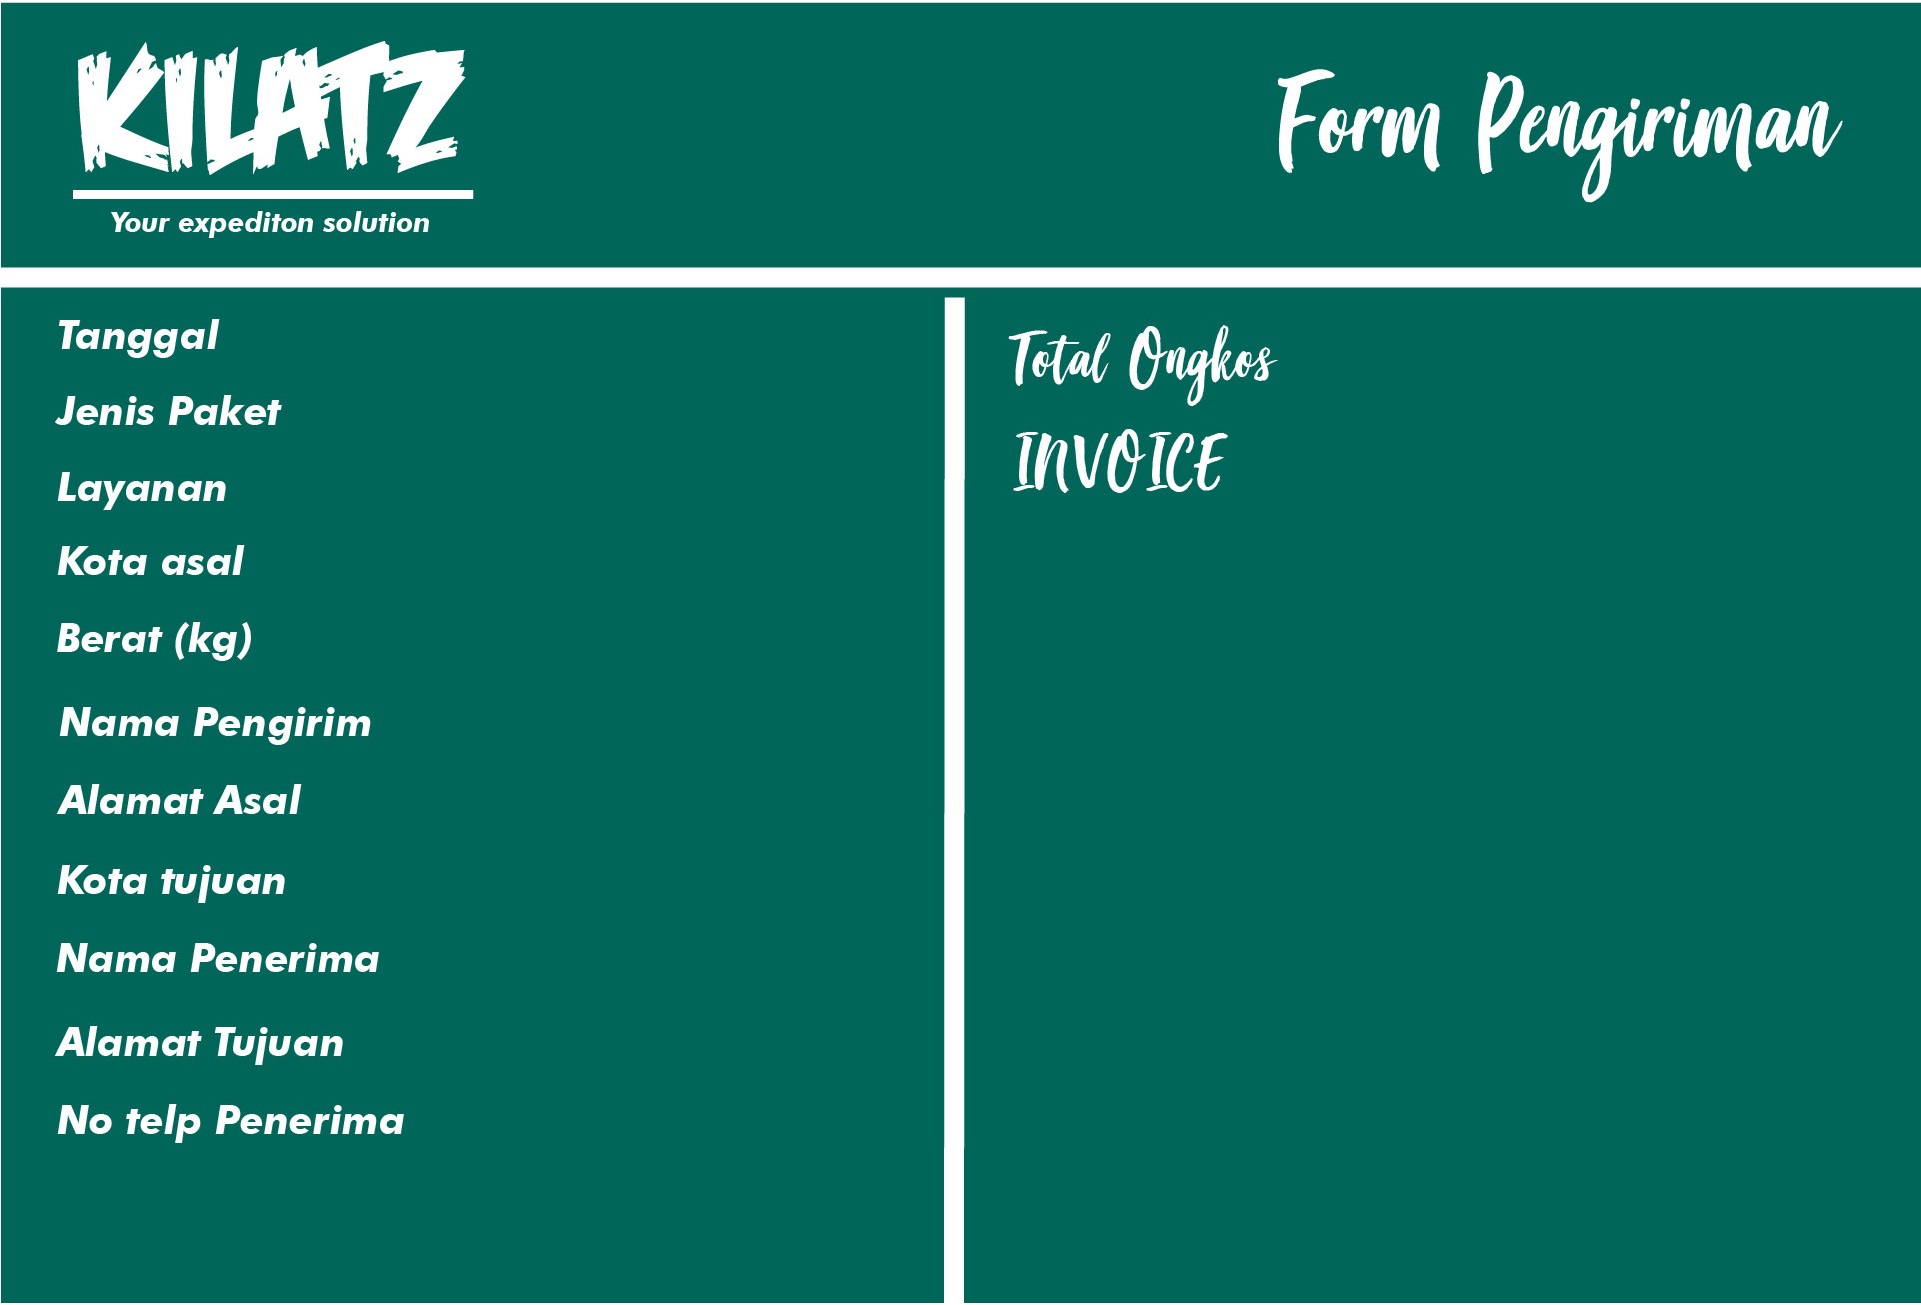 KILATZ
Your expediton solution
Form Pengiriman
Tanggal
Jenis Paket
Layanan
Kota asal
Berat (kg)
Nama Pengirim
Alamat Asal
Kota tujuan
Nama Penerima
Alamat Tujuan
No telp Penerima
Total Ongkos
INVOICE